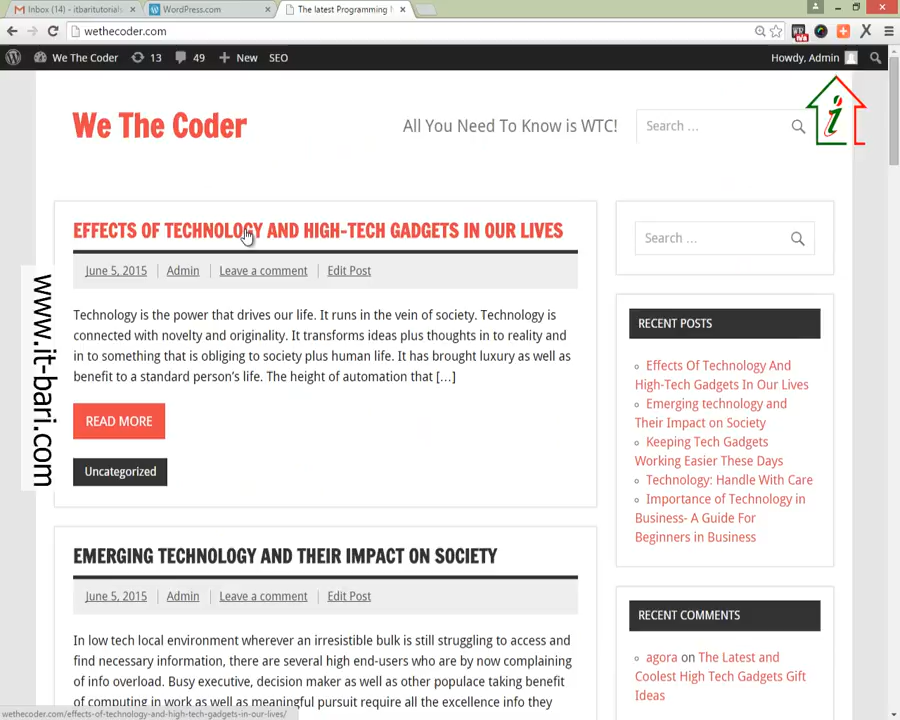 Inbox (14) - itbaritutorials
WordPress.com
The latest Programming
wethecoder.com
We The Coder
13
49
New
SEO
Howdy, Admin
We The Coder
All You Need To Know is WTC!
Search ...
i
EFFECTS OF TECHNOLOGY AND HIGH-TECH GADGETS IN OUR LIVES
June 5, 2015 | Admin | Leave a comment | Edit Post
Technology is the power that drives our life. It runs in the vein of society. Technology is
connected with novelty and originality. It transforms ideas plus thoughts in to reality and
in to something that is obliging to society plus human life. It has brought luxury as well as
benefit to a standard person's life. The height of automation that [...]
READ MORE
Uncategorized
EMERGING TECHNOLOGY AND THEIR IMPACT ON SOCIETY
June 5, 2015 | Admin | Leave a comment | Edit Post
In low tech local environment wherever an irresistible bulk is still struggling to access and
find necessary information, there are several high end-users who are by now complaining
of info overload. Busy executive, decision maker as well as other populace taking benefit
of computing in work as well as meaningful pursuit require all the excellence info they
Search ...
RECENT POSTS
Effects Of Technology And
High-Tech Gadgets In Our Lives
Emerging technology and
Their Impact on Society
Keeping Tech Gadgets
Working Easier These Days
Technology: Handle With Care
Importance of Technology in
Business- A Guide For
Beginners in Business
RECENT COMMENTS
agora on The Latest and
Coolest High Tech Gadgets Gift
Ideas
www.it-bari.com
wethecoder.com/effects-of-technology-and-high-tech-gadgets-in-our-lives/